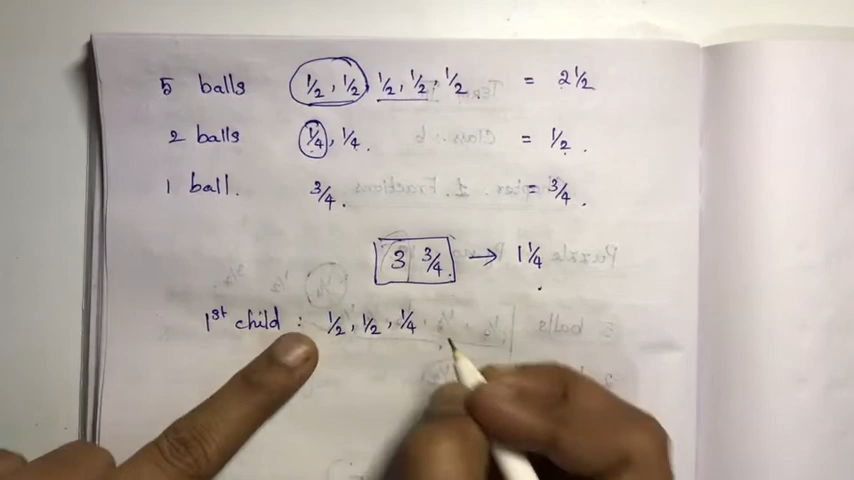 5 balls ½, ½, ½, ½, ½ = 2 ½
2 balls ¼, ¼. = ½.
1 ball. ¾. = ¾.
3 ¾ → 1 ¼.
1st child : ½, ½, ¼